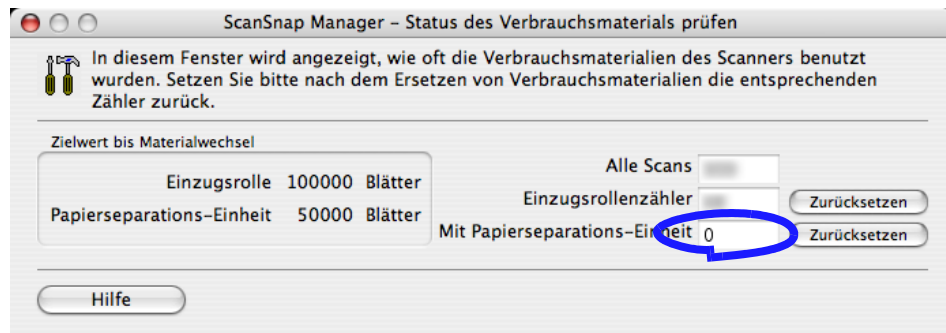 ScanSnap Manager – Status des Verbrauchsmaterials prüfen
In diesem Fenster wird angezeigt, wie oft die Verbrauchsmaterialien des Scanners benutzt
wurden. Setzen Sie bitte nach dem Ersetzen von Verbrauchsmaterialien die entsprechenden
Zähler zurück.
Zielwert bis Materialwechsel
Einzugsrolle 100000 Blätter
Papierseparations-Einheit 50000 Blätter
Alle Scans
Einzugsrollenzähler Zurücksetzen
Mit Papierseparations-Einheit 0 Zurücksetzen
Hilfe